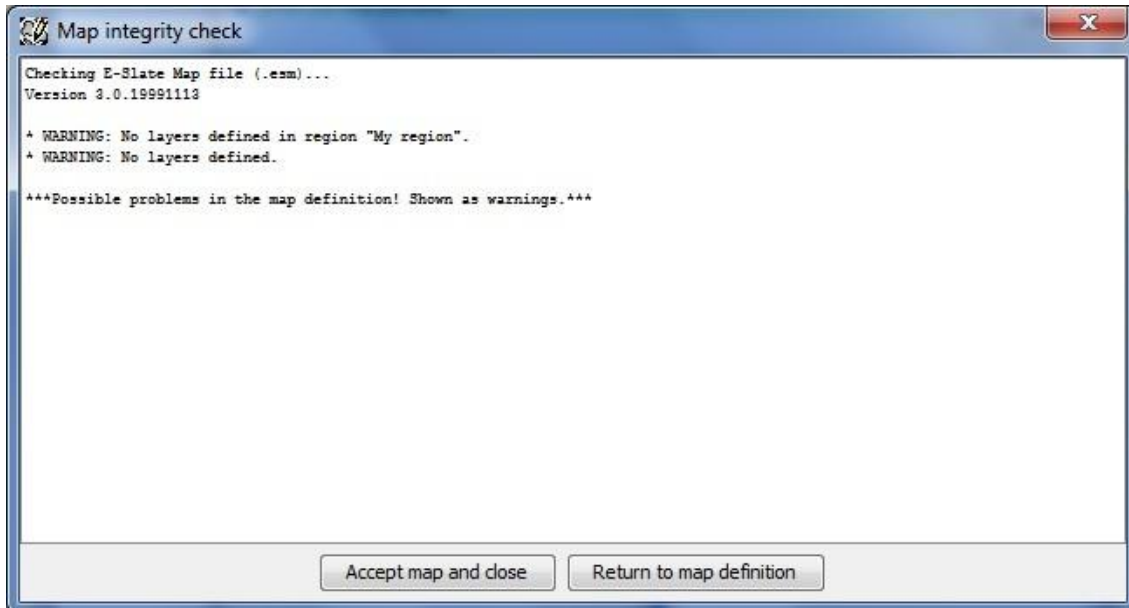 Map integrity check
Checking E-Slate Map file (.esm)...
Version 3.0.19991113
* WARNING: No layers defined in region "My region".
* WARNING: No layers defined.
***Possible problems in the map definition! Shown as warnings.***
Accept map and close
Return to map definition